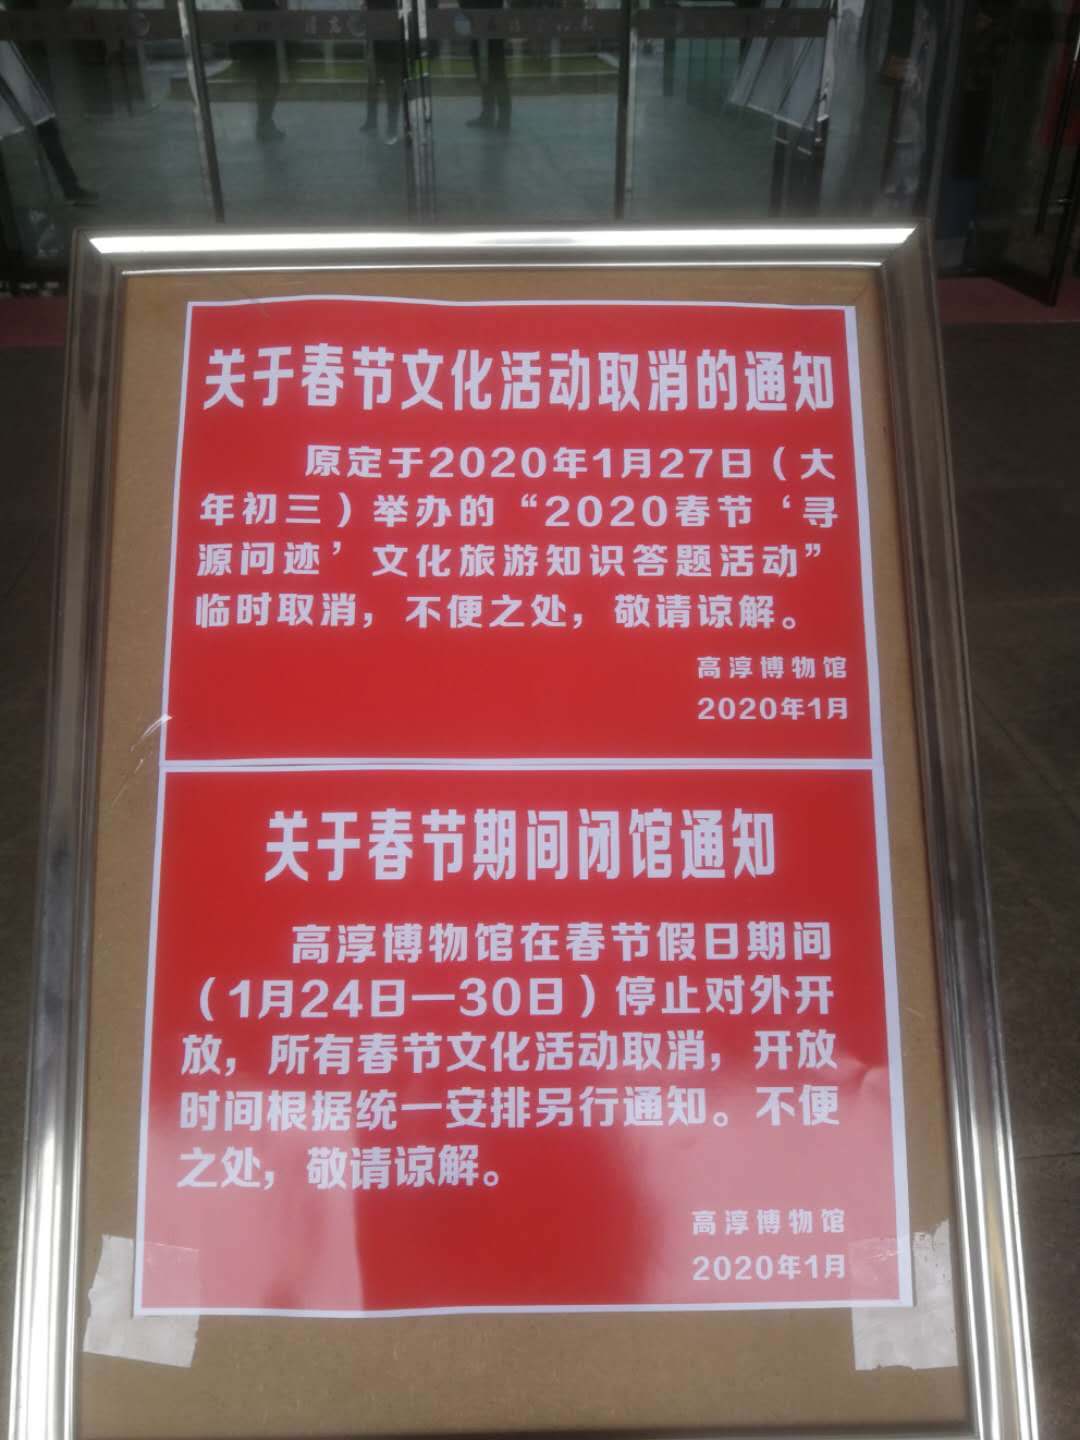 关于春节文化活动取消的通知
原定于2020年1月27日（大
年初三）举办的“2020春节‘寻
源问迹’文化旅游知识答题活动”
临时取消，不便之处，敬请谅解。
高淳博物馆
2020年1月
关于春节期间闭馆通知
高淳博物馆在春节假日期间
（1月24日—30日）停止对外开
放，所有春节文化活动取消，开放
时间根据统一安排另行通知。不便
之处，敬请谅解。
高淳博物馆
2020年1月